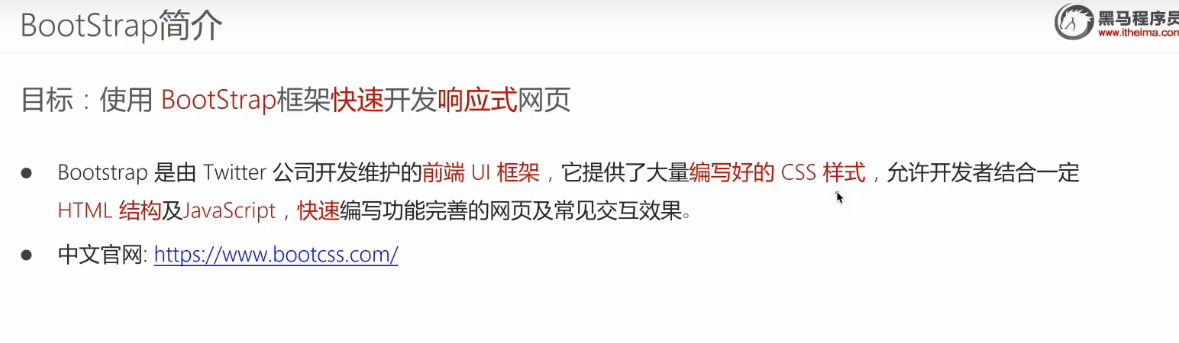 BootStrap简介
黑马程序员
www.itheima.com
目标：使用 BootStrap框架快速开发响应式网页
● Bootstrap 是由 Twitter 公司开发维护的前端 UI 框架，它提供了大量编写好的 CSS 样式，允许开发者结合一定
HTML 结构及JavaScript，快速编写功能完善的网页及常见交互效果。
● 中文官网: https://www.bootcss.com/